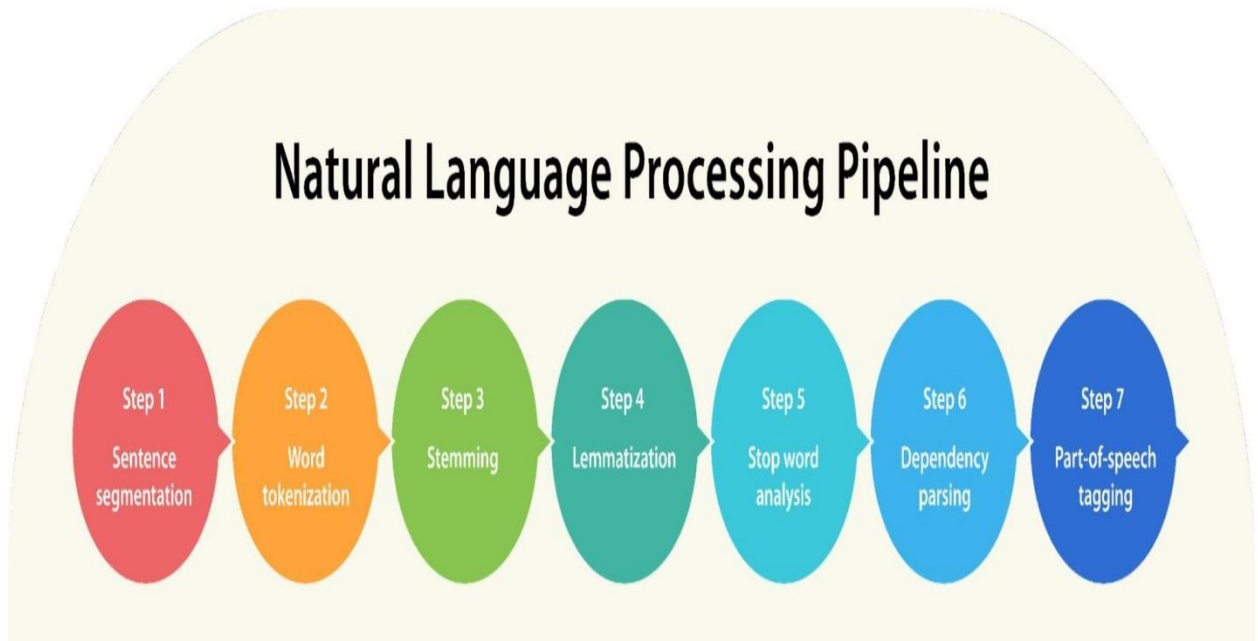 Natural Language Processing Pipeline
Step 1
Sentence
segmentation
Step 2
Word
tokenization
Step 3
Stemming
Step 4
Lemmatization
Step 5
Stop word
analysis
Step 6
Dependency
parsing
Step 7
Part-of-speech
tagging